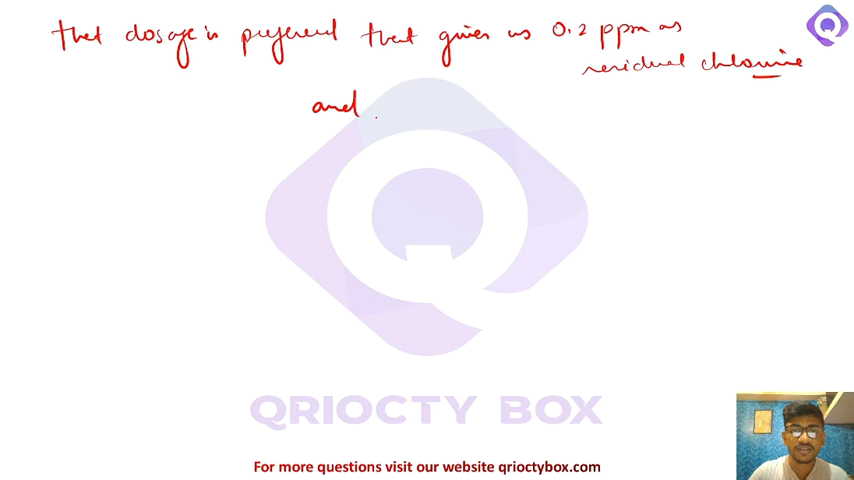 that dosage is preferred that gives us 0.2 ppm as
residual chlorine
and
QRIOCTY BOX
For more questions visit our website qrioctybox.com